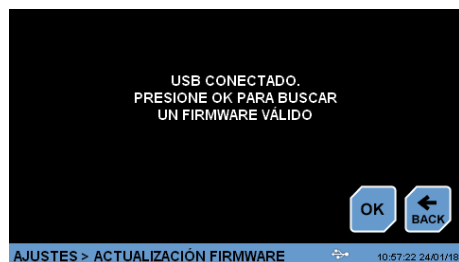 USB CONECTADO.
PRESIONE OK PARA BUSCAR
UN FIRMWARE VÁLIDO
OK
BACK
AJUSTES > ACTUALIZACIÓN FIRMWARE
10:57:22 24/01/18